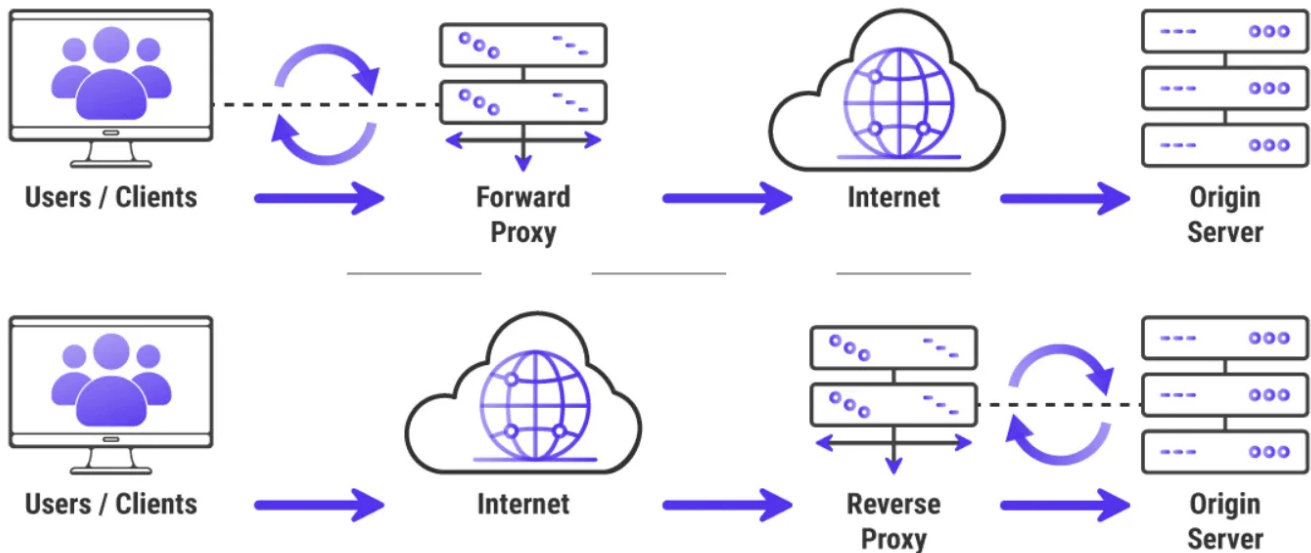 Users / Clients
Forward
Proxy
Internet
Origin
Server
Users / Clients
Internet
Reverse
Proxy
Origin
Server